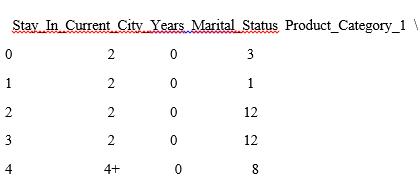 Stay_In_Current_City_Years Marital_Status Product_Category_1 \
0 2 0 3
1 2 0 1
2 2 0 12
3 2 0 12
4 4+ 0 8